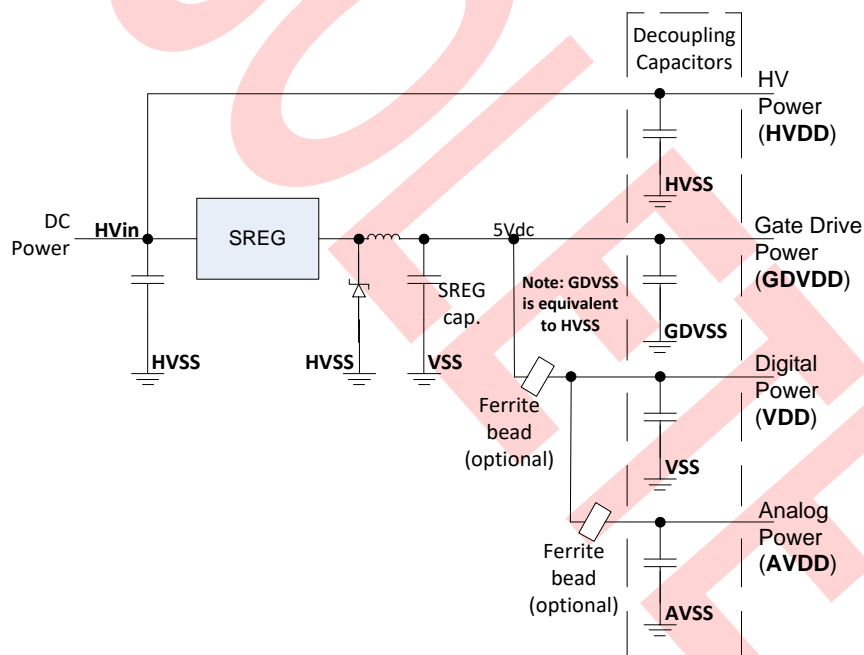 Decoupling
Capacitors
HV
Power
(HVDD)
HVSS
DC
Power
HVin
SREG
5Vdc
Gate Drive
Power
(GDVDD)
SREG
cap.
Note: GDVSS
is equivalent
to HVSS
GDVSS
HVSS
HVSS
VSS
Digital
Power
(VDD)
Ferrite
bead
(optional)
VSS
Analog
Power
(AVDD)
Ferrite
bead
(optional)
AVSS